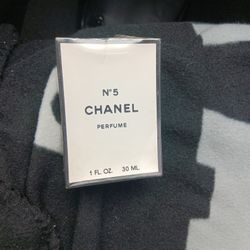 N°5
CHANEL
PERFUME
1 FL. OZ. 30 ML